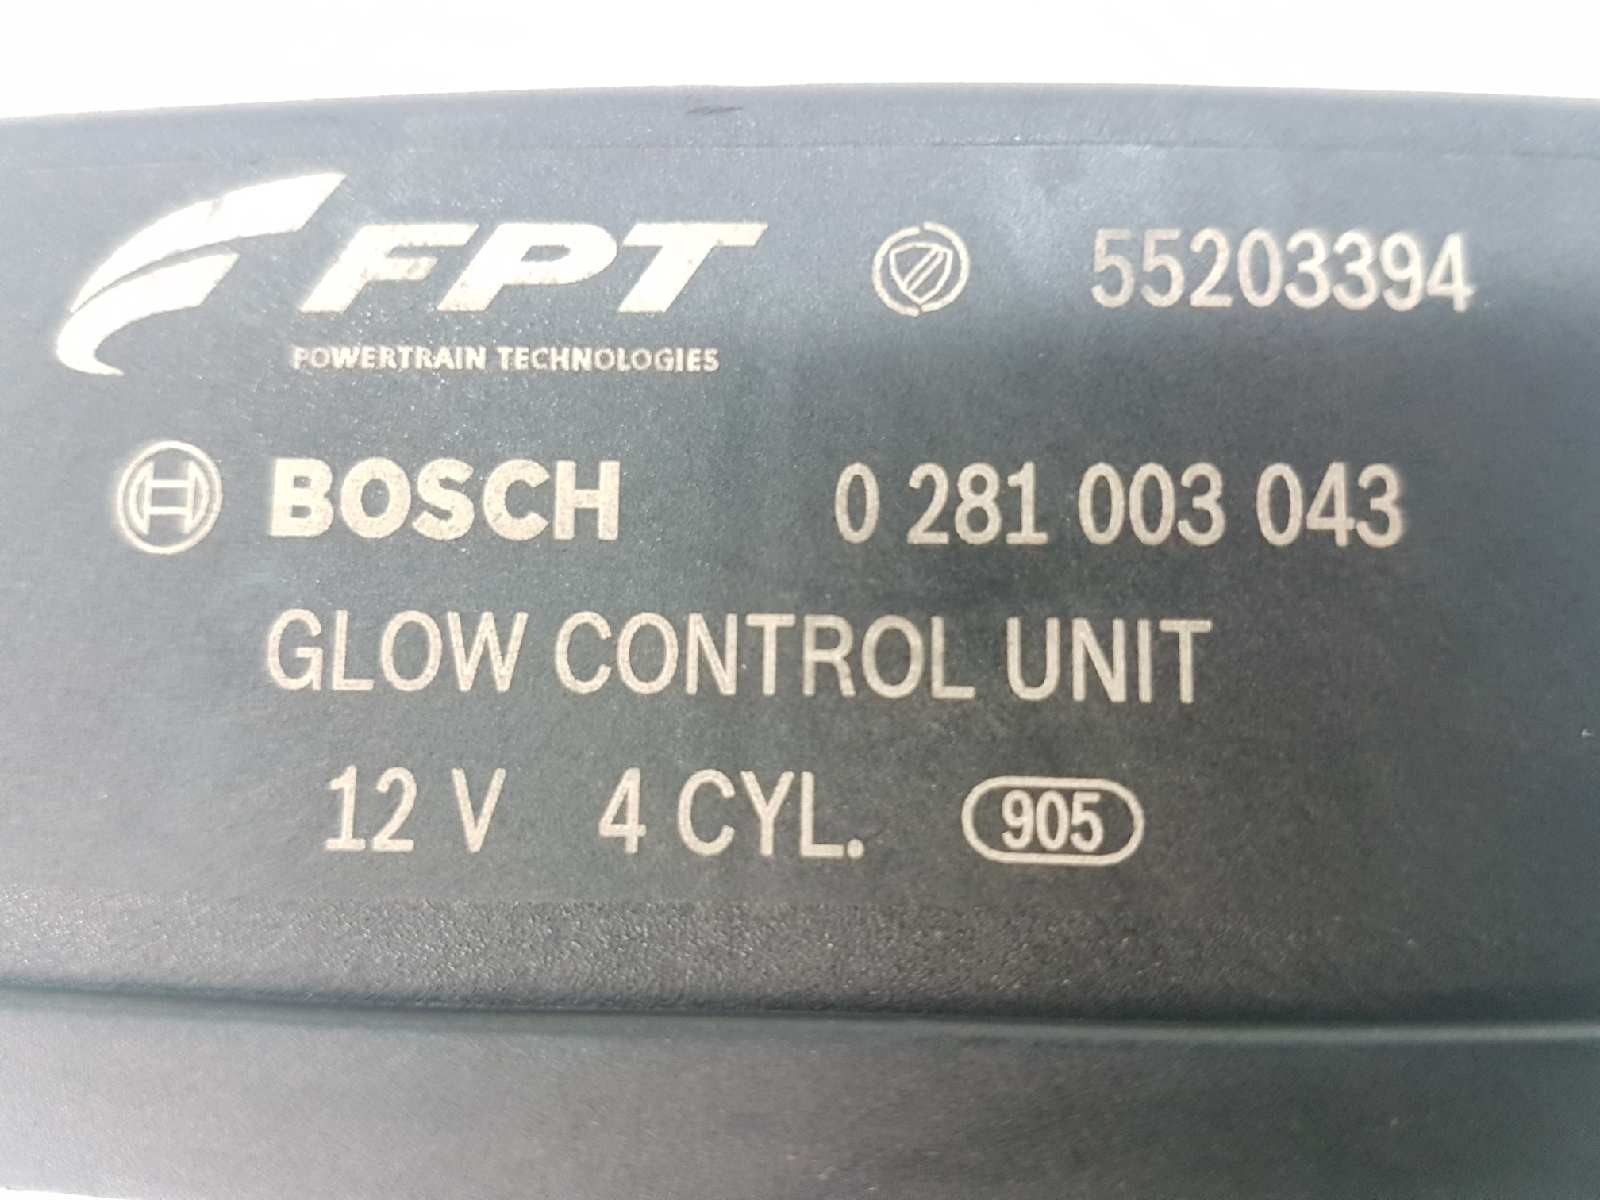 FPT 55203394
POWERTRAIN TECHNOLOGIES
BOSCH 0 281 003 043
GLOW CONTROL UNIT
12 V 4 CYL. 905